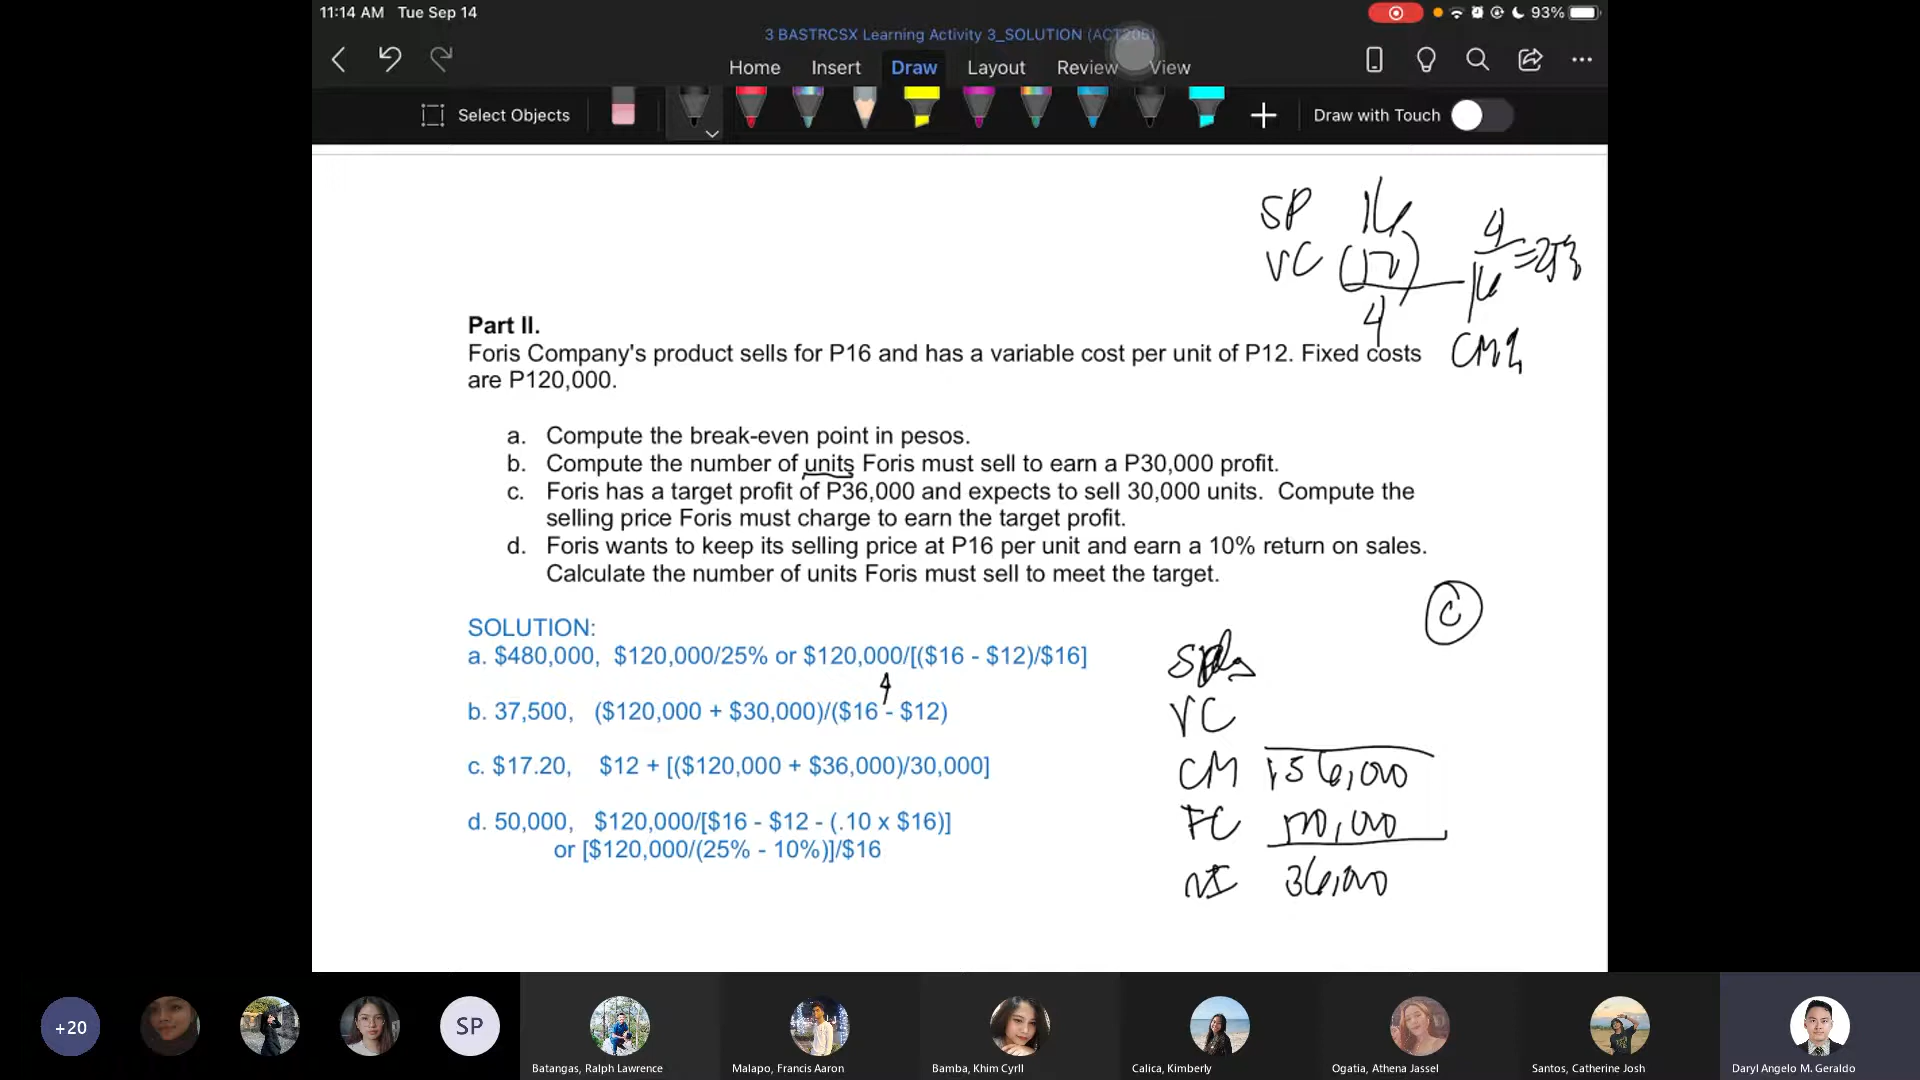 11:14 AM Tue Sep 14
93%
3 BASTRCSX Learning Activity 3_SOLUTION (ACT205)
Home Insert Draw Layout Review View
Select Objects
Draw with Touch
SP 16
VC (12)
4
4/16 = 25%
CM%
Part II.
Foris Company's product sells for P16 and has a variable cost per unit of P12. Fixed costs
are P120,000.
a. Compute the break-even point in pesos.
b. Compute the number of units Foris must sell to earn a P30,000 profit.
c. Foris has a target profit of P36,000 and expects to sell 30,000 units. Compute the
selling price Foris must charge to earn the target profit.
d. Foris wants to keep its selling price at P16 per unit and earn a 10% return on sales.
Calculate the number of units Foris must sell to meet the target.
C
SOLUTION:
a. $480,000, $120,000/25% or $120,000/[($16 - $12)/$16]
4
b. 37,500, ($120,000 + $30,000)/($16 - $12)
c. $17.20, $12 + [($120,000 + $36,000)/30,000]
d. 50,000, $120,000/[$16 - $12 - (.10 x $16)]
or [$120,000/(25% - 10%)]/$16
VC
CM 156,000
FC 120,000
NI 36,000
+20
SP
Batangas, Ralph Lawrence
Malapo, Francis Aaron
Bamba, Khim Cyrll
Calica, Kimberly
Ogatia, Athena Jassel
Santos, Catherine Josh
Daryl Angelo M. Geraldo